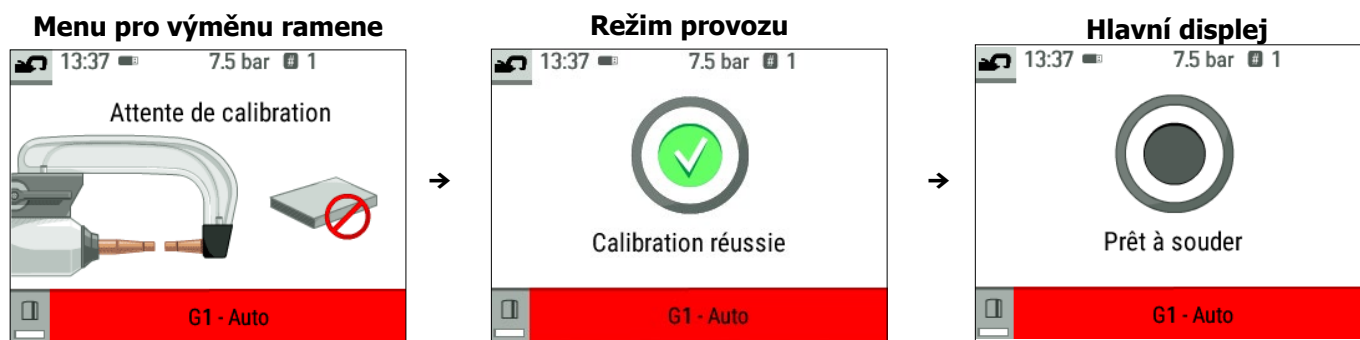 Menu pro výměnu ramene
13:37 7.5 bar # 1
Attente de calibration
G1 - Auto
Režim provozu
13:37 7.5 bar # 1
Calibration réussie
G1 - Auto
Hlavní displej
13:37 7.5 bar # 1
Prêt à souder
G1 - Auto